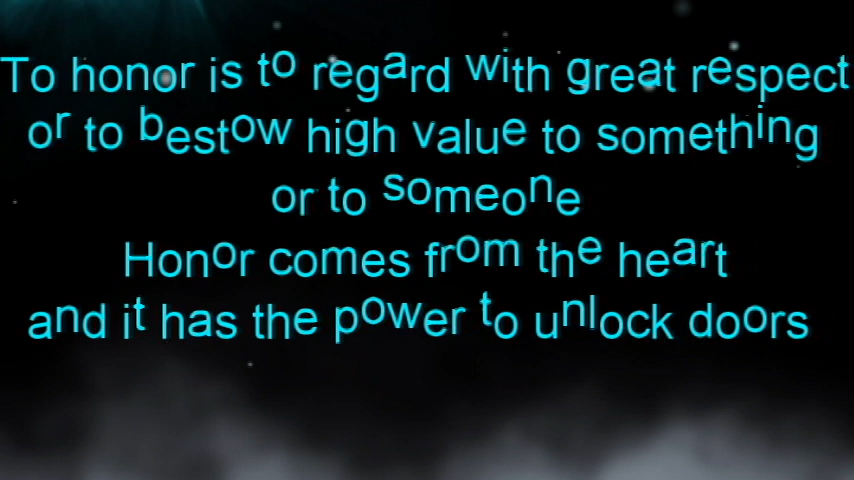 To honor is to regard with great respect
or to bestow high value to something
or to someone
Honor comes from the heart
and it has the power to unlock doors